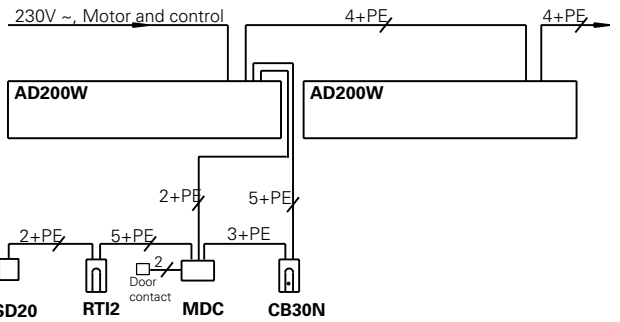 230V ~, Motor and control
4+PE
4+PE
AD200W
AD200W
2+PE
5+PE
2+PE
5+PE
3+PE
2
Door
contact
SD20
RTI2
MDC
CB30N